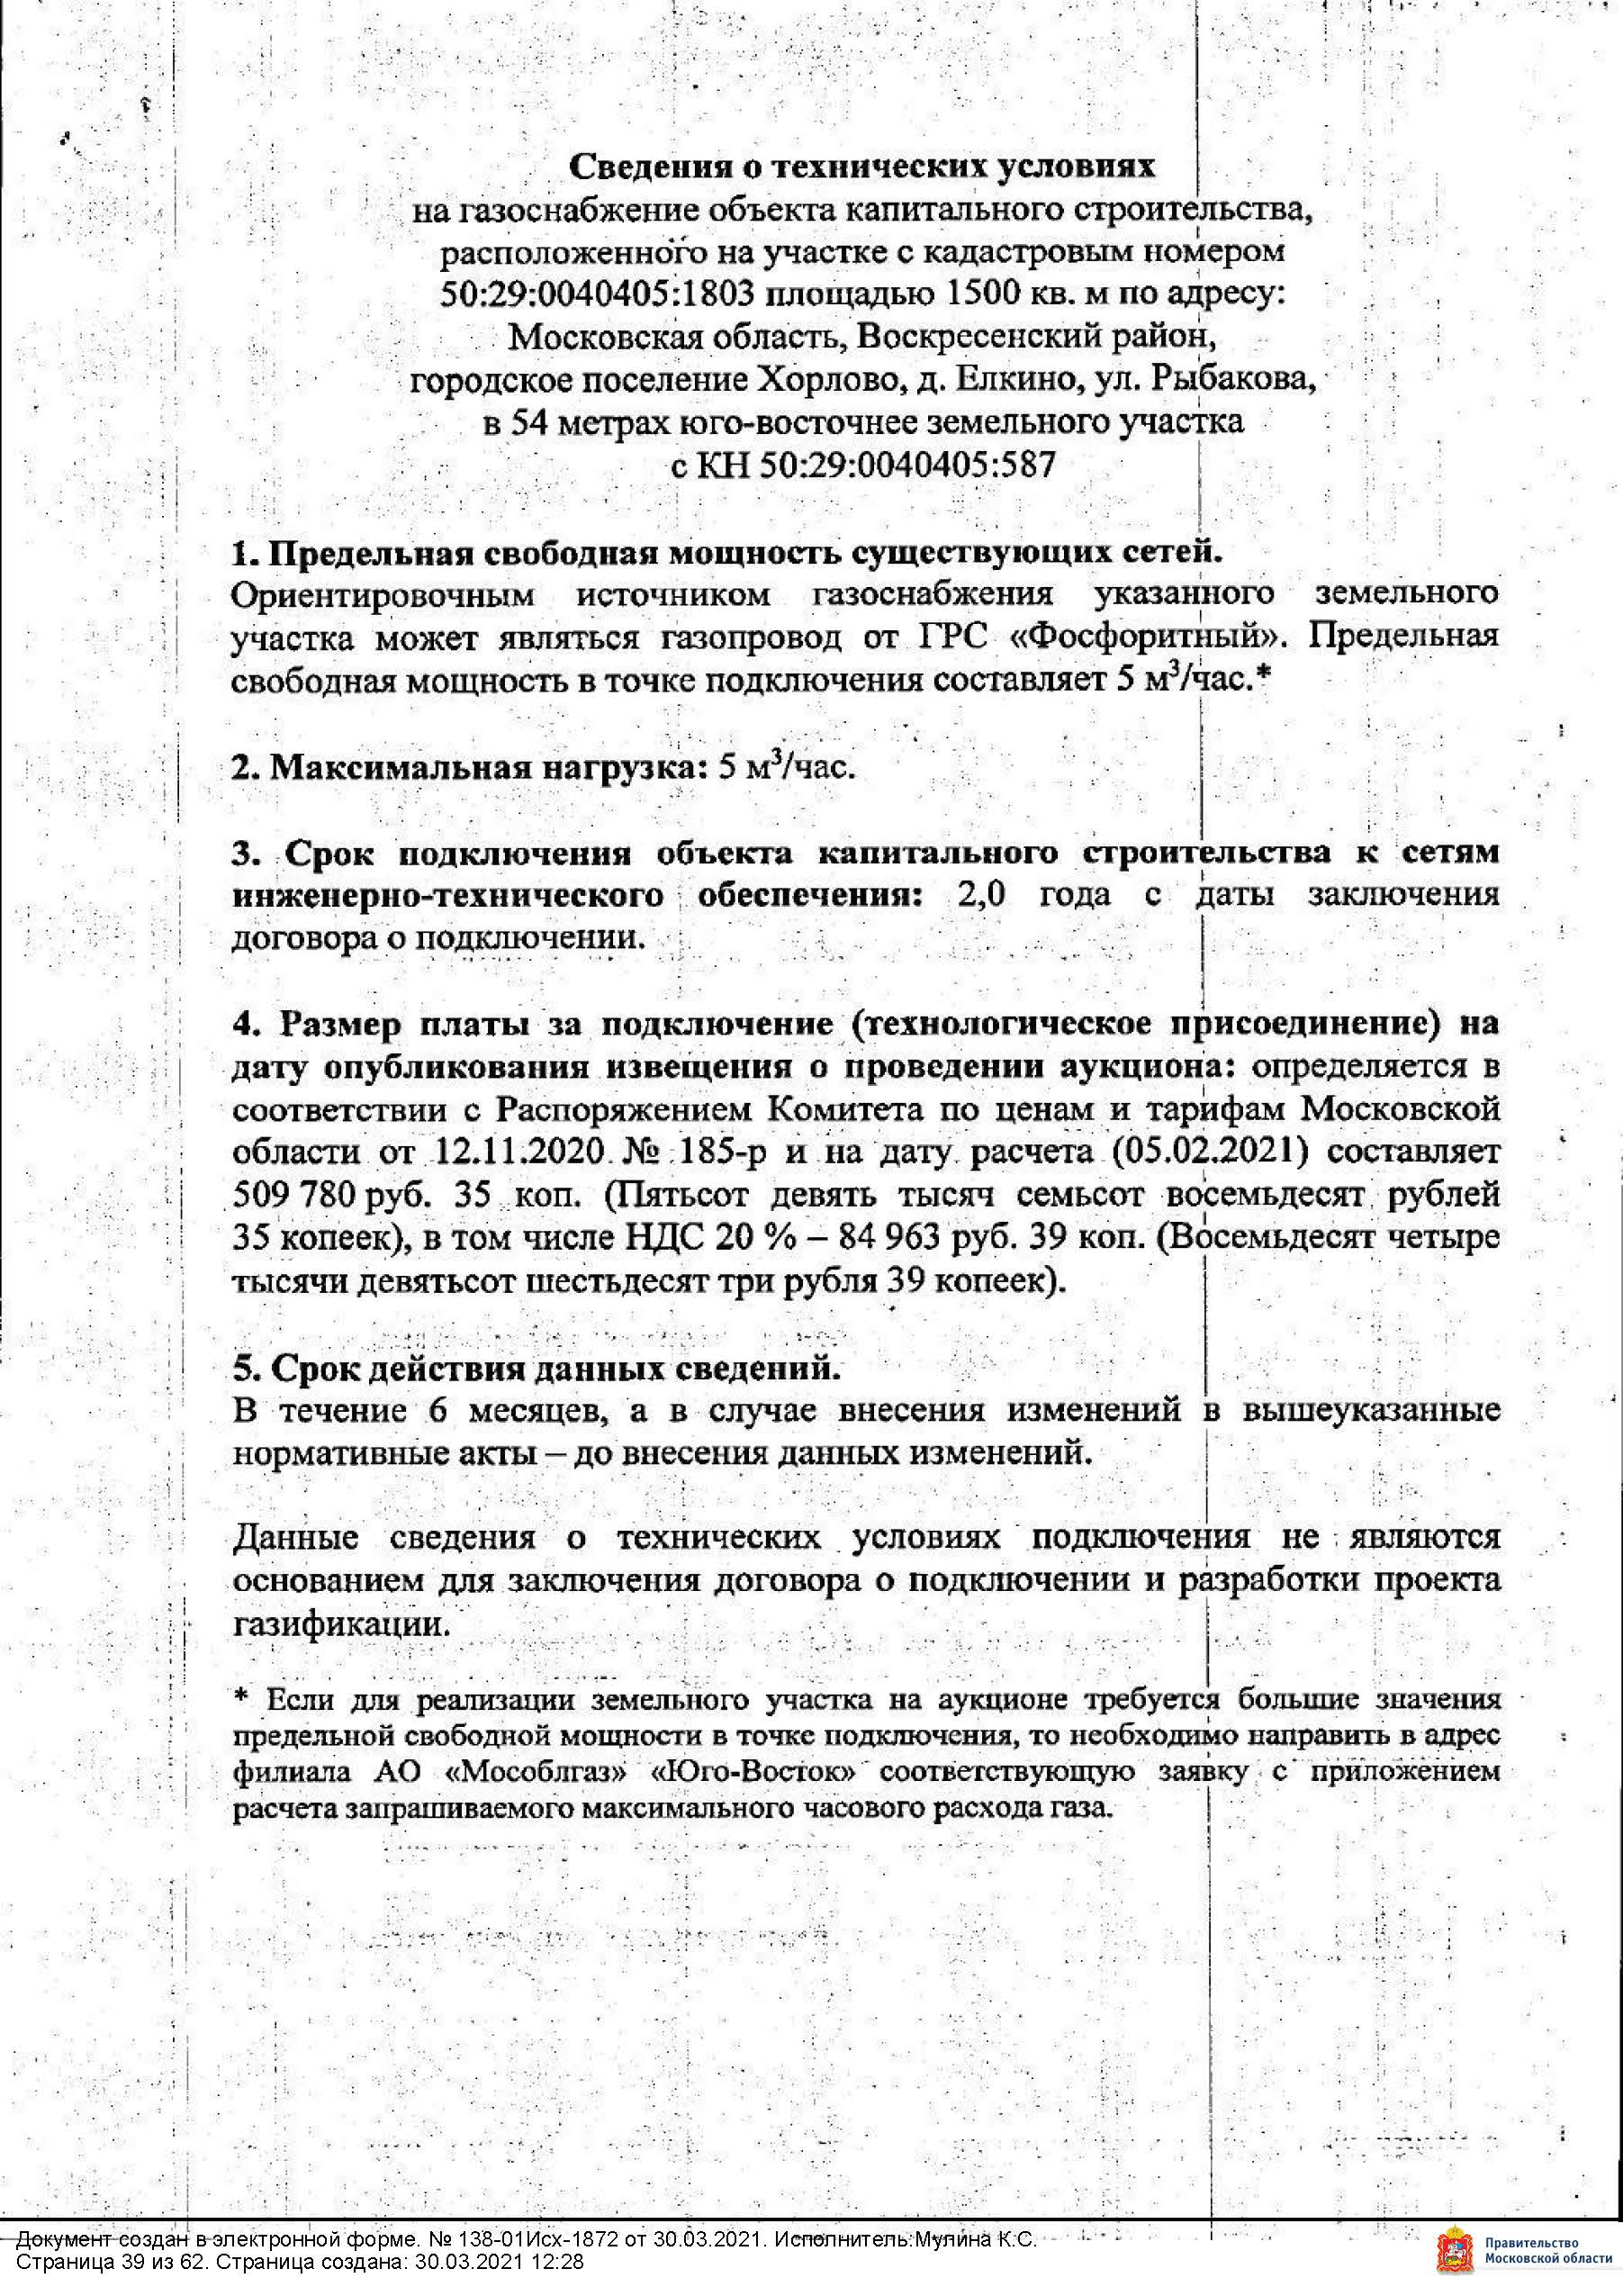 Сведения о технических условиях
на газоснабжение объекта капитального строительства,
расположенного на участке с кадастровым номером
50:29:0040405:1803 площадью 1500 кв. м по адресу:
Московская область, Воскресенский район,
городское поселение Хорлово, д. Елкино, ул. Рыбакова,
в 54 метрах юго-восточнее земельного участка
с КН 50:29:0040405:587
1. Предельная свободная мощность существующих сетей.
Ориентировочным источником газоснабжения указанного земельного
участка может являться газопровод от ГРС «Фосфоритный». Предельная
свободная мощность в точке подключения составляет 5 м³/час.*
2. Максимальная нагрузка: 5 м³/час.
3. Срок подключения объекта капитального строительства к сетям
инженерно-технического обеспечения: 2,0 года с даты заключения
договора о подключении.
4. Размер платы за подключение (технологическое присоединение) на
дату опубликования извещения о проведении аукциона: определяется в
соответствии с Распоряжением Комитета по ценам и тарифам Московской
области от 12.11.2020 № 185-р и на дату расчета (05.02.2021) составляет
509 780 руб. 35 коп. (Пятьсот девять тысяч семьсот восемьдесят рублей
35 копеек), в том числе НДС 20 % – 84 963 руб. 39 коп. (Восемьдесят четыре
тысячи девятьсот шестьдесят три рубля 39 копеек).
5. Срок действия данных сведений.
В течение 6 месяцев, а в случае внесения изменений в вышеуказанные
нормативные акты – до внесения данных изменений.
Данные сведения о технических условиях подключения не являются
основанием для заключения договора о подключении и разработки проекта
газификации.
* Если для реализации земельного участка на аукционе требуется большие значения
предельной свободной мощности в точке подключения, то необходимо направить в адрес
филиала АО «Мособлгаз» «Юго-Восток» соответствующую заявку с приложением
расчета запрашиваемого максимального часового расхода газа.
Документ создан в электронной форме. № 138-01Исх-1872 от 30.03.2021. Исполнитель:Мулина К.С.
Страница 39 из 62. Страница создана: 30.03.2021 12:28
Правительство
Московской области